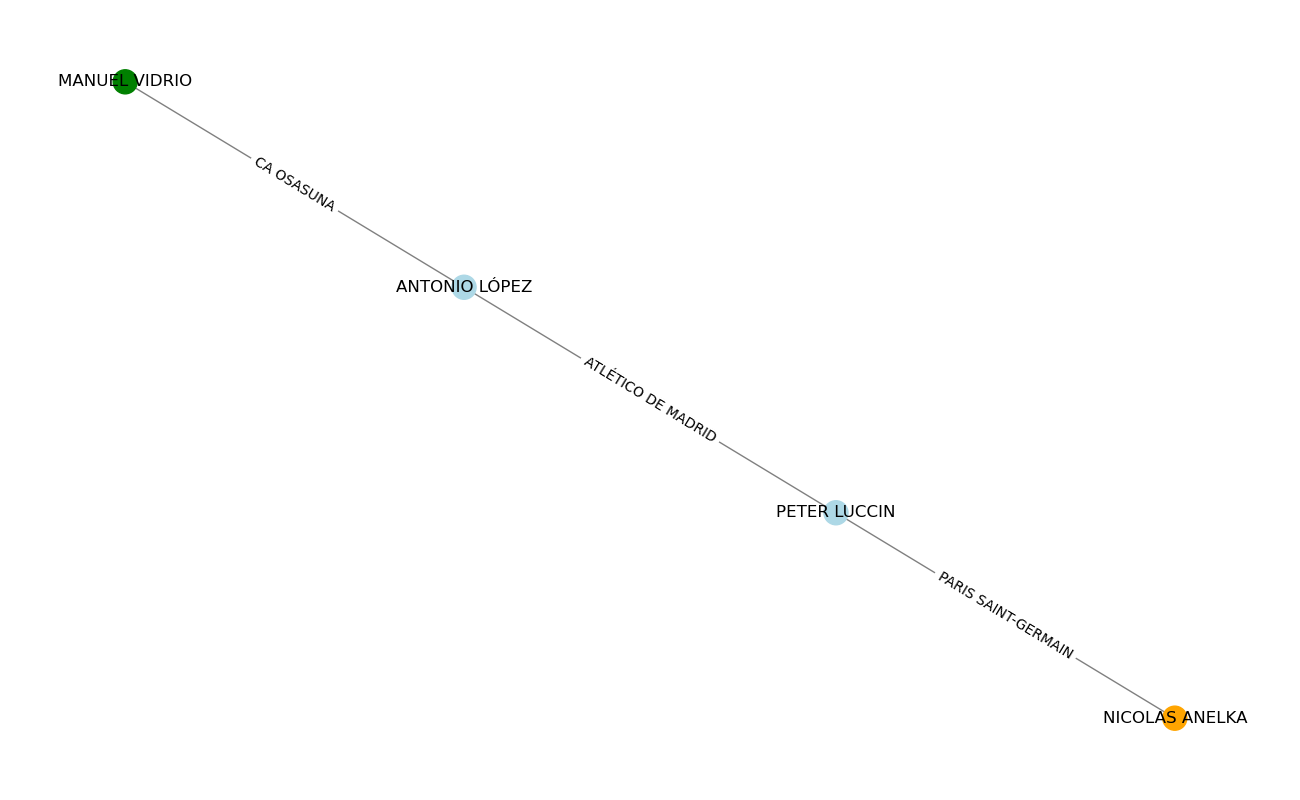 MANUEL VIDRIO
CA OSASUNA
ANTONIO LÓPEZ
ATLÉTICO DE MADRID
PETER LUCCIN
PARIS SAINT-GERMAIN
NICOLAS ANELKA